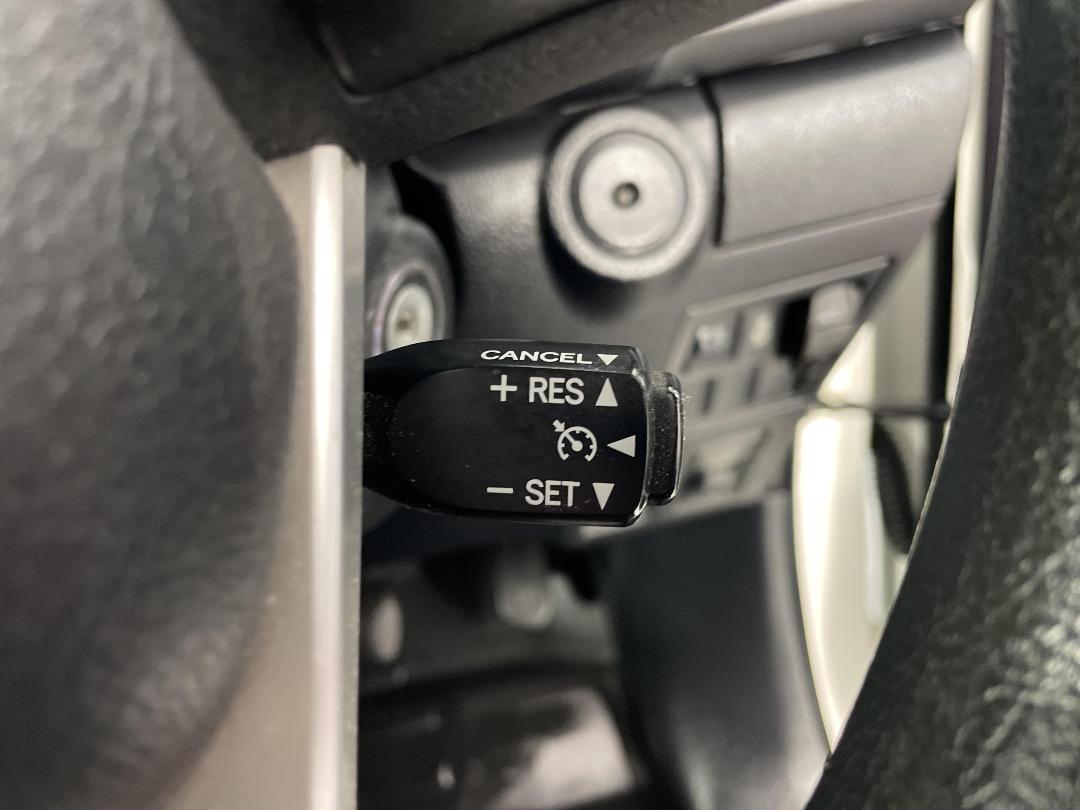 CANCEL▼
+ RES ▲
◀
− SET ▼